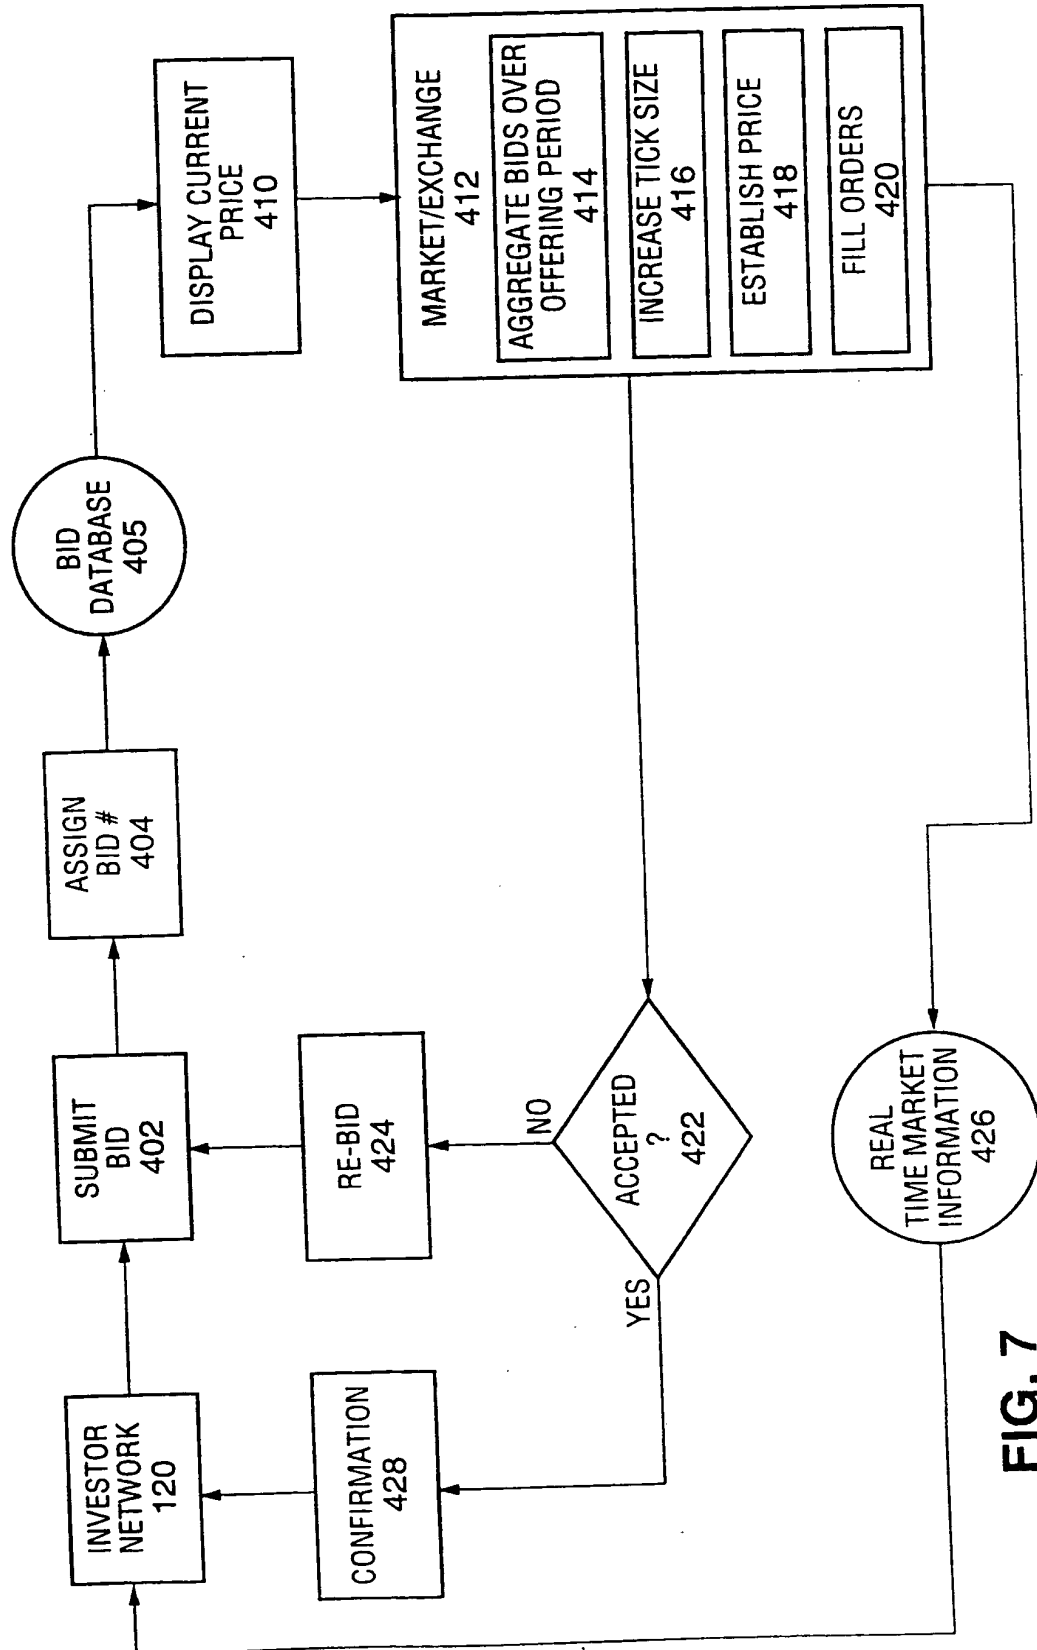 INVESTOR
NETWORK
120
SUBMIT
BID
402
ASSIGN
BID #
404
BID
DATABASE
405
DISPLAY CURRENT
PRICE
410
CONFIRMATION
428
RE-BID
424
MARKET/EXCHANGE
412
AGGREGATE BIDS OVER
OFFERING PERIOD
414
INCREASE TICK SIZE
416
ESTABLISH PRICE
418
FILL ORDERS
420
YES
NO
ACCEPTED
?
422
REAL
TIME MARKET
INFORMATION
426
FIG. 7